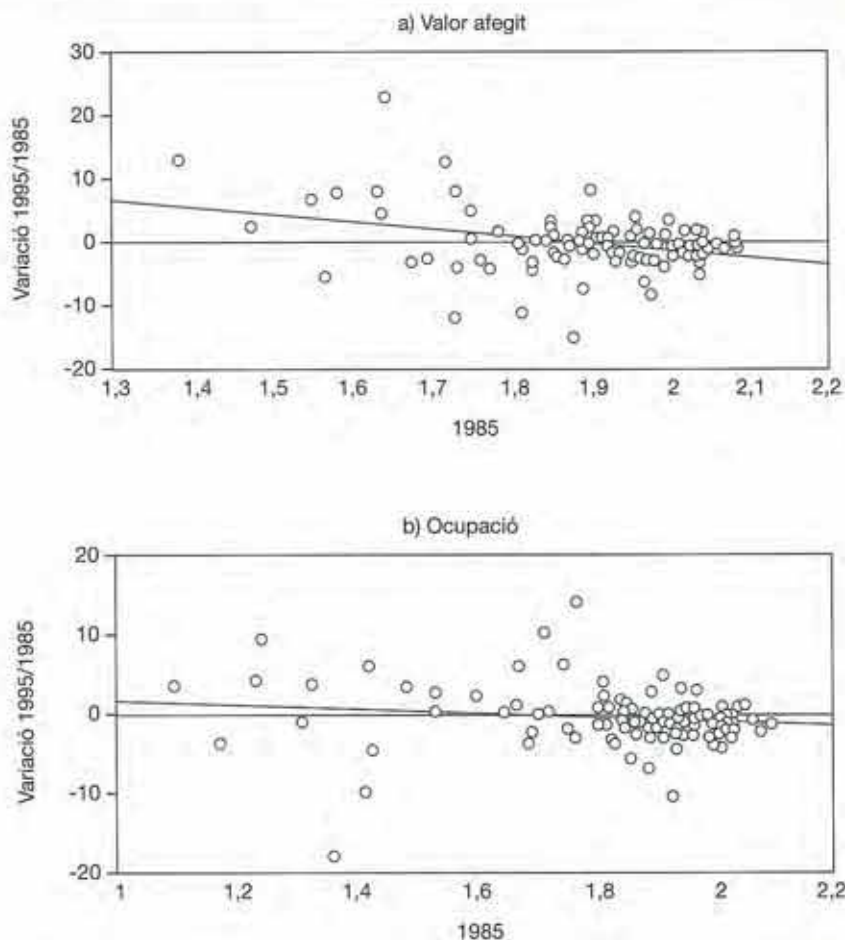 a) Valor afegit
30
20
10
0
-10
-20
Variació 1995/1985
1,3 1,4 1,5 1,6 1,7 1,8 1,9 2 2,1 2,2
1985
b) Ocupació
20
10
0
-10
-20
Variació 1995/1985
1 1,2 1,4 1,6 1,8 2 2,2
1985